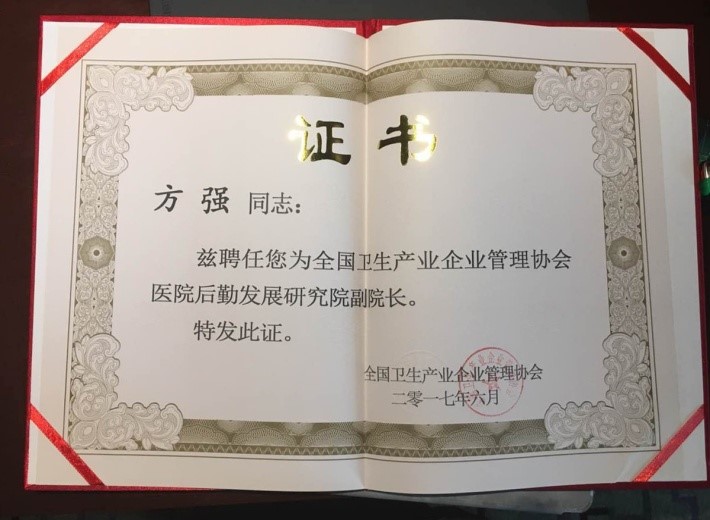 证书
方强 同志：
兹聘任您为全国卫生产业企业管理协会
医院后勤发展研究院副院长。
特发此证。
全国卫生产业企业管理协会
二零一七年六月